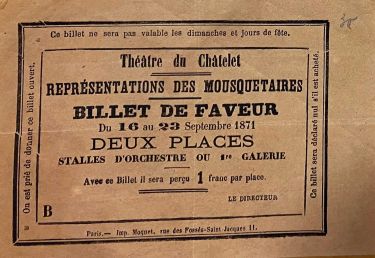 Ce billet ne sera pas valable les dimanches et jours de fête.
On est prié de donner ce billet ouvert.
Théâtre du Châtelet
REPRÉSENTATIONS DES MOUSQUETAIRES
BILLET DE FAVEUR
Du 16 au 23 Septembre 1871
DEUX PLACES
STALLES D'ORCHESTRE OU 1re GALERIE
Avec ce Billet il sera perçu 1 franc par place.
LE DIRECTEUR
B
Ce billet sera déclaré nul s'il est acheté.
Paris.— Imp. Moquet, rue des Fossés-Saint Jacques 11.